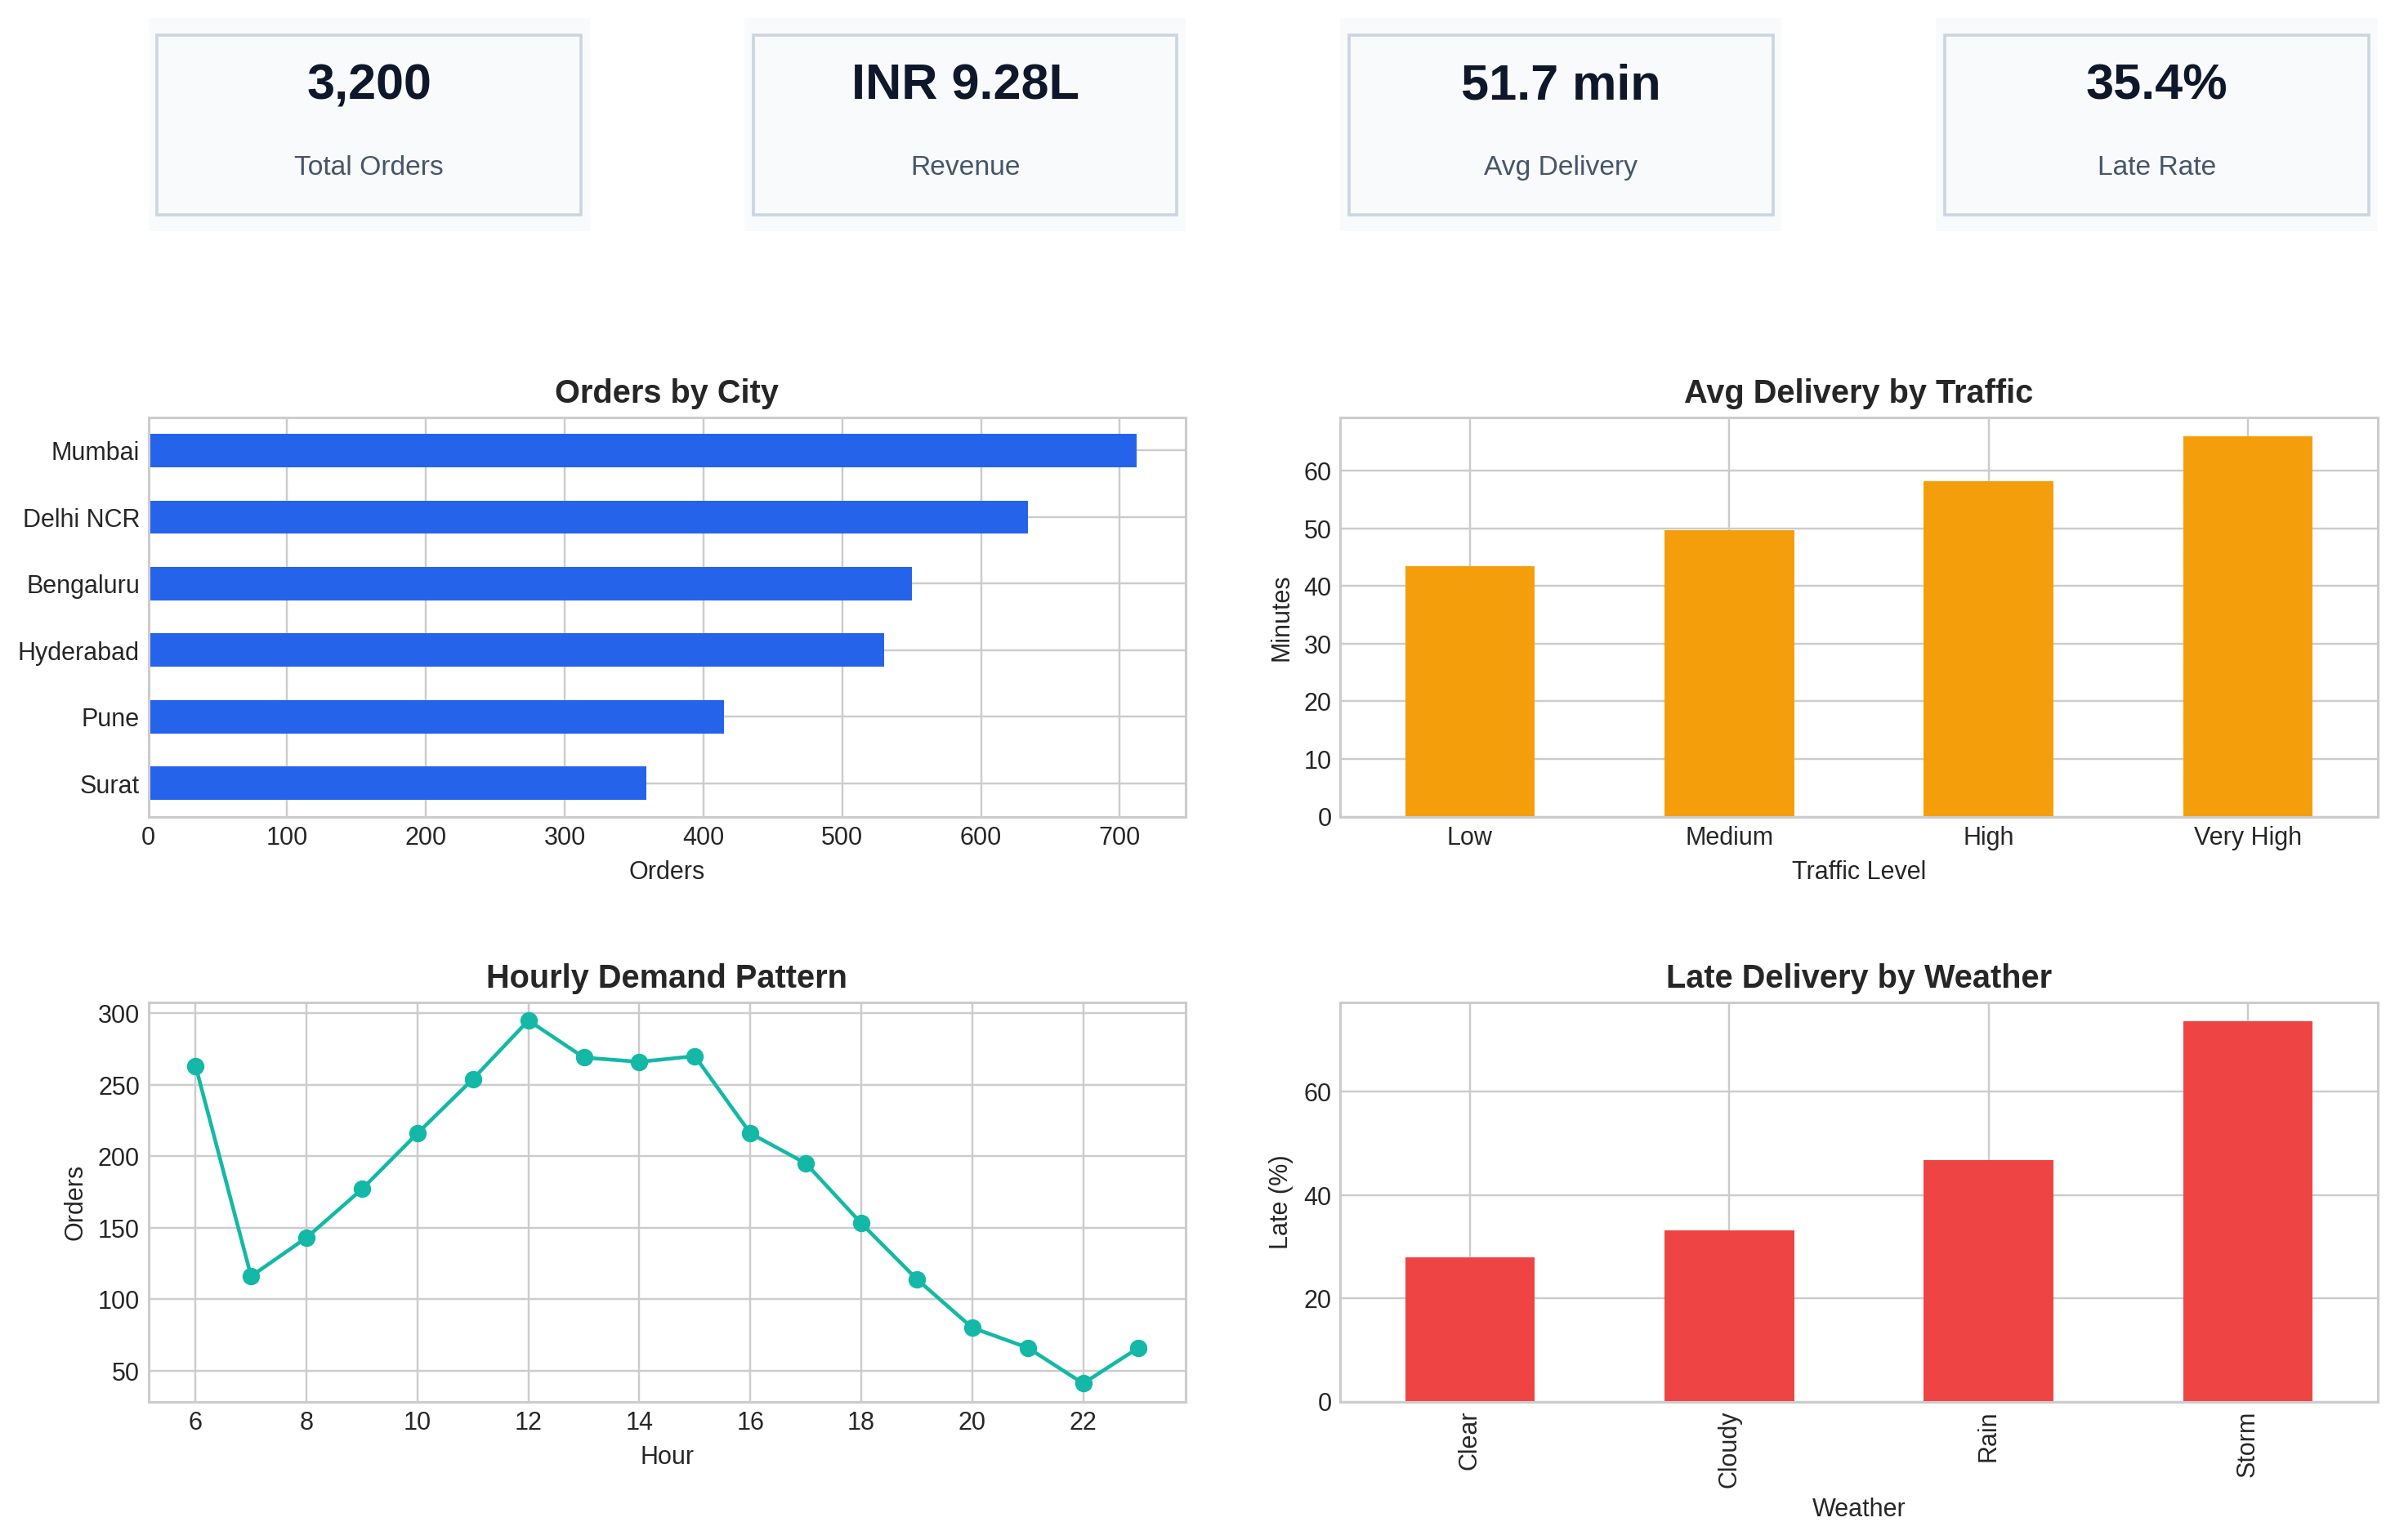 3,200
Total Orders
INR 9.28L
Revenue
51.7 min
Avg Delivery
35.4%
Late Rate
Orders by City
Mumbai
Delhi NCR
Bengaluru
Hyderabad
Pune
Surat
0 100 200 300 400 500 600 700
Orders
Avg Delivery by Traffic
Minutes
60
50
40
30
20
10
0
Low Medium High Very High
Traffic Level
Hourly Demand Pattern
Orders
300
250
200
150
100
50
6 8 10 12 14 16 18 20 22
Hour
Late Delivery by Weather
Late (%)
60
40
20
0
Clear Cloudy Rain Storm
Weather